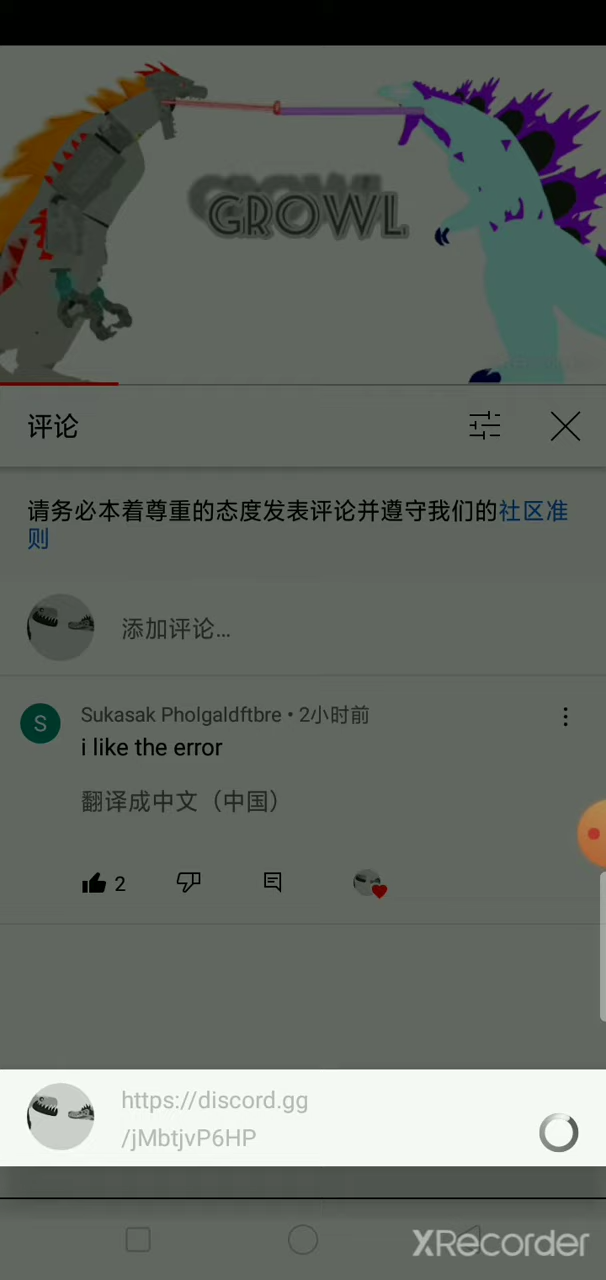 GROWL
评论
请务必本着尊重的态度发表评论并遵守我们的社区准
则
添加评论…
S
Sukasak Pholgaldftbre • 2小时前
i like the error
翻译成中文（中国）
2
https://discord.gg
/jMbtjvP6HP
XRecorder